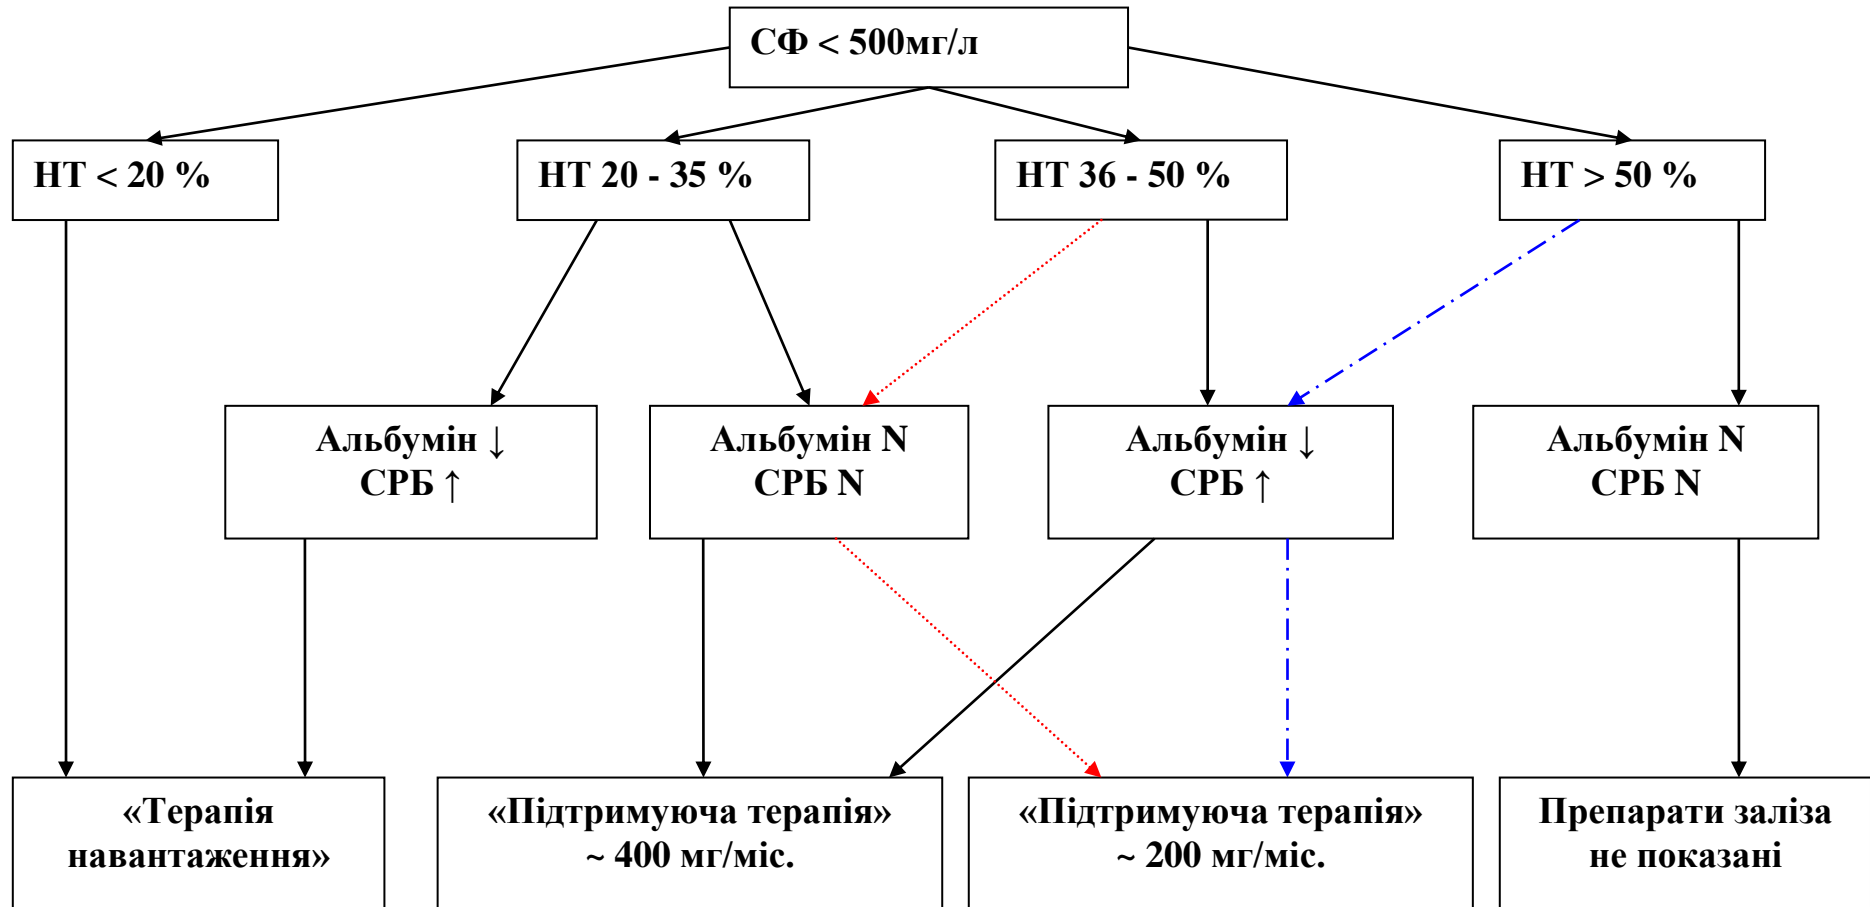 СФ < 500мг/л
НТ < 20 %
НТ 20 - 35 %
НТ 36 - 50 %
НТ > 50 %
Альбумін ↓
СРБ ↑
Альбумін N
СРБ N
Альбумін ↓
СРБ ↑
Альбумін N
СРБ N
«Терапія
навантаження»
«Підтримуюча терапія»
~ 400 мг/міс.
«Підтримуюча терапія»
~ 200 мг/міс.
Препарати заліза
не показані